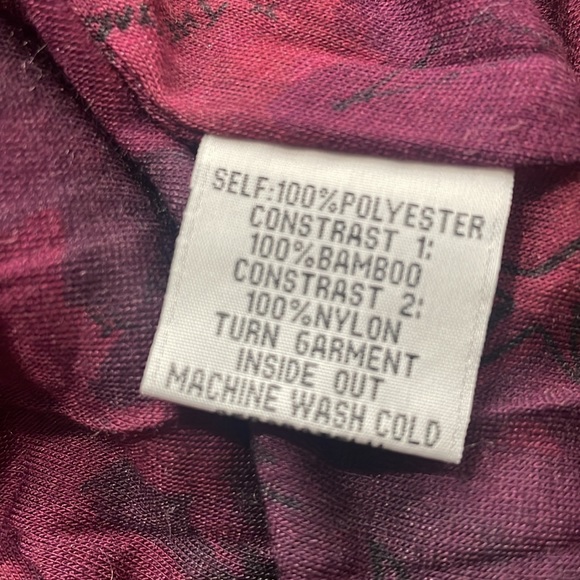 SELF:100%POLYESTER
CONSTRAST 1:
100%BAMBOO
CONSTRAST 2:
100%NYLON
TURN GARMENT
INSIDE OUT
MACHINE WASH COLD